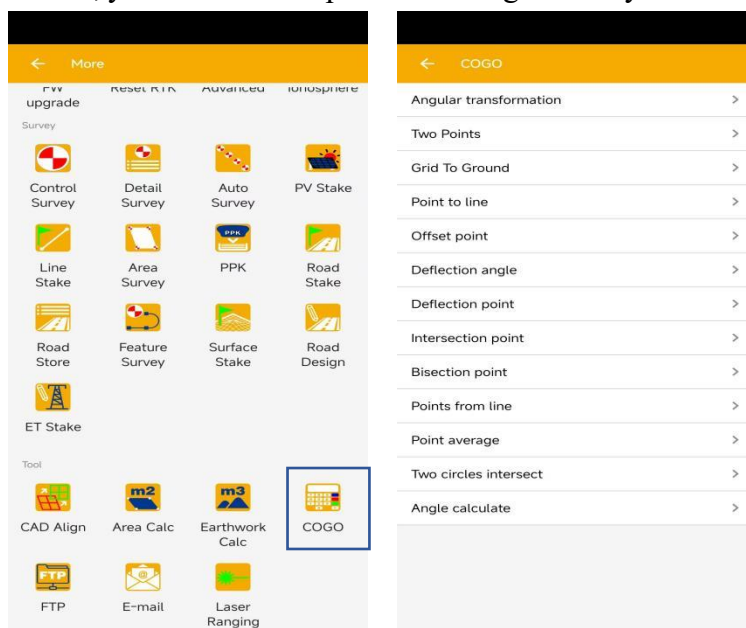 ← More
FW Reset RTK Advanced Ionosphere
upgrade
Survey
Control Detail Auto PV Stake
Survey Survey Survey
PPK
Line Area PPK Road
Stake Survey Stake
Road Feature Surface Road
Store Survey Stake Design
ET Stake
Tool
m2 m3
CAD Align Area Calc Earthwork COGO
Calc
FTP @
FTP E-mail Laser
Ranging
← COGO
Angular transformation >
Two Points >
Grid To Ground >
Point to line >
Offset point >
Deflection angle >
Deflection point >
Intersection point >
Bisection point >
Points from line >
Point average >
Two circles intersect >
Angle calculate >